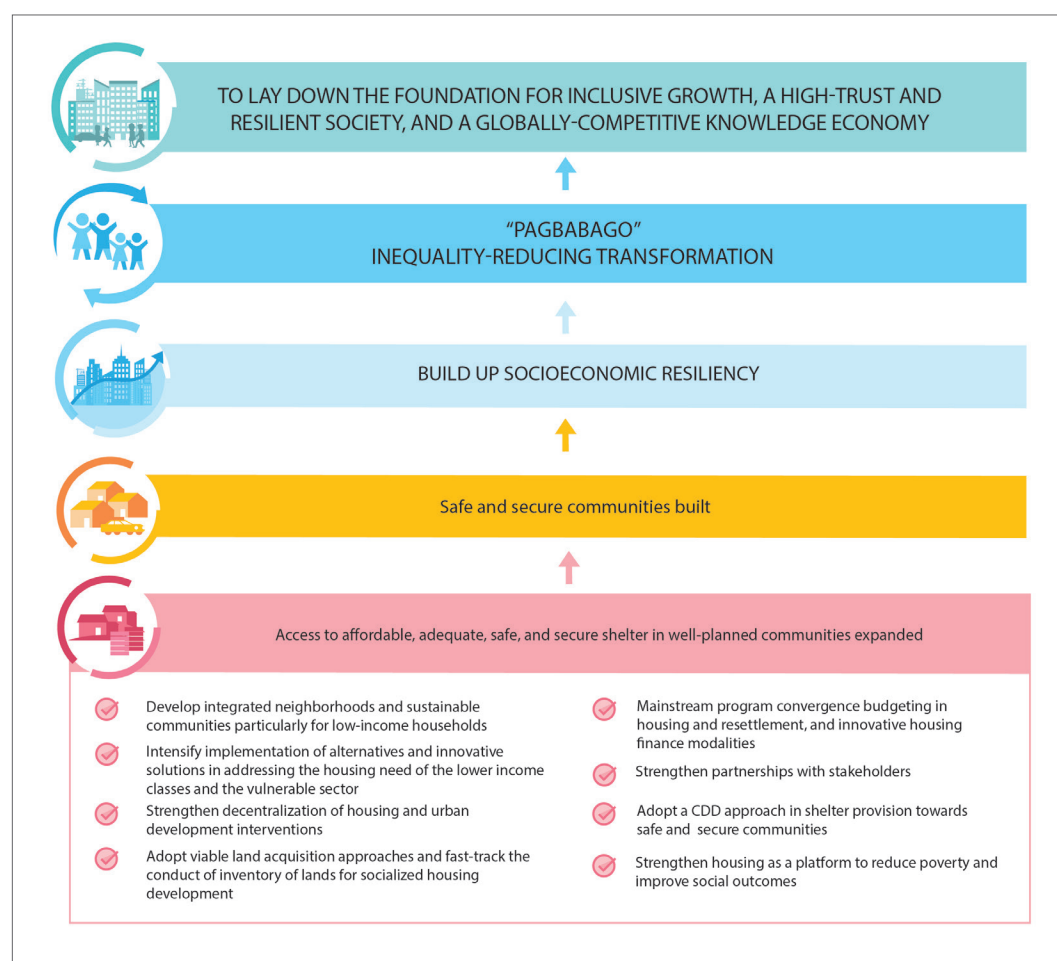 TO LAY DOWN THE FOUNDATION FOR INCLUSIVE GROWTH, A HIGH-TRUST AND
RESILIENT SOCIETY, AND A GLOBALLY-COMPETITIVE KNOWLEDGE ECONOMY
“PAGBABAGO”
INEQUALITY-REDUCING TRANSFORMATION
BUILD UP SOCIOECONOMIC RESILIENCY
Safe and secure communities built
Access to affordable, adequate, safe, and secure shelter in well-planned communities expanded
Develop integrated neighborhoods and sustainable
communities particularly for low-income households
Intensify implementation of alternatives and innovative
solutions in addressing the housing need of the lower income
classes and the vulnerable sector
Strengthen decentralization of housing and urban
development interventions
Adopt viable land acquisition approaches and fast-track the
conduct of inventory of lands for socialized housing
development
Mainstream program convergence budgeting in
housing and resettlement, and innovative housing
finance modalities
Strengthen partnerships with stakeholders
Adopt a CDD approach in shelter provision towards
safe and secure communities
Strengthen housing as a platform to reduce poverty and
improve social outcomes